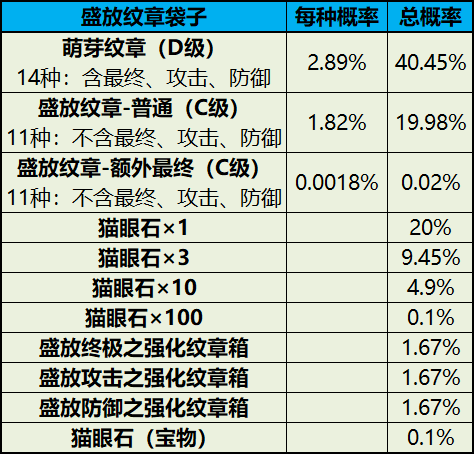 盛放纹章袋子 每种概率 总概率
萌芽纹章（D级） 2.89% 40.45%
14种：含最终、攻击、防御
盛放纹章-普通（C级） 1.82% 19.98%
11种：不含最终、攻击、防御
盛放纹章-额外最终（C级） 0.0018% 0.02%
11种：不含最终、攻击、防御
猫眼石×1 20%
猫眼石×3 9.45%
猫眼石×10 4.9%
猫眼石×100 0.1%
盛放终极之强化纹章箱 1.67%
盛放攻击之强化纹章箱 1.67%
盛放防御之强化纹章箱 1.67%
猫眼石（宝物） 0.1%